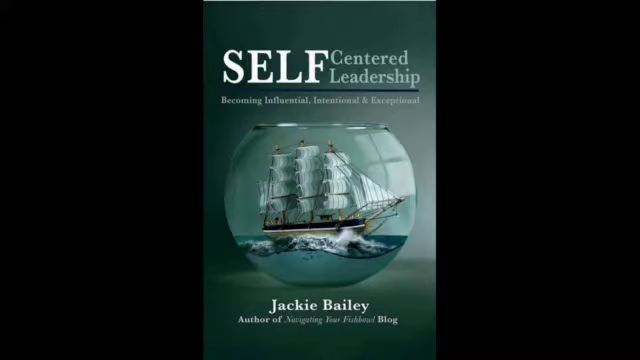 SELF Centered
Leadership
Becoming Influential, Intentional & Exceptional
Jackie Bailey
Author of Navigating Your Fishbowl Blog